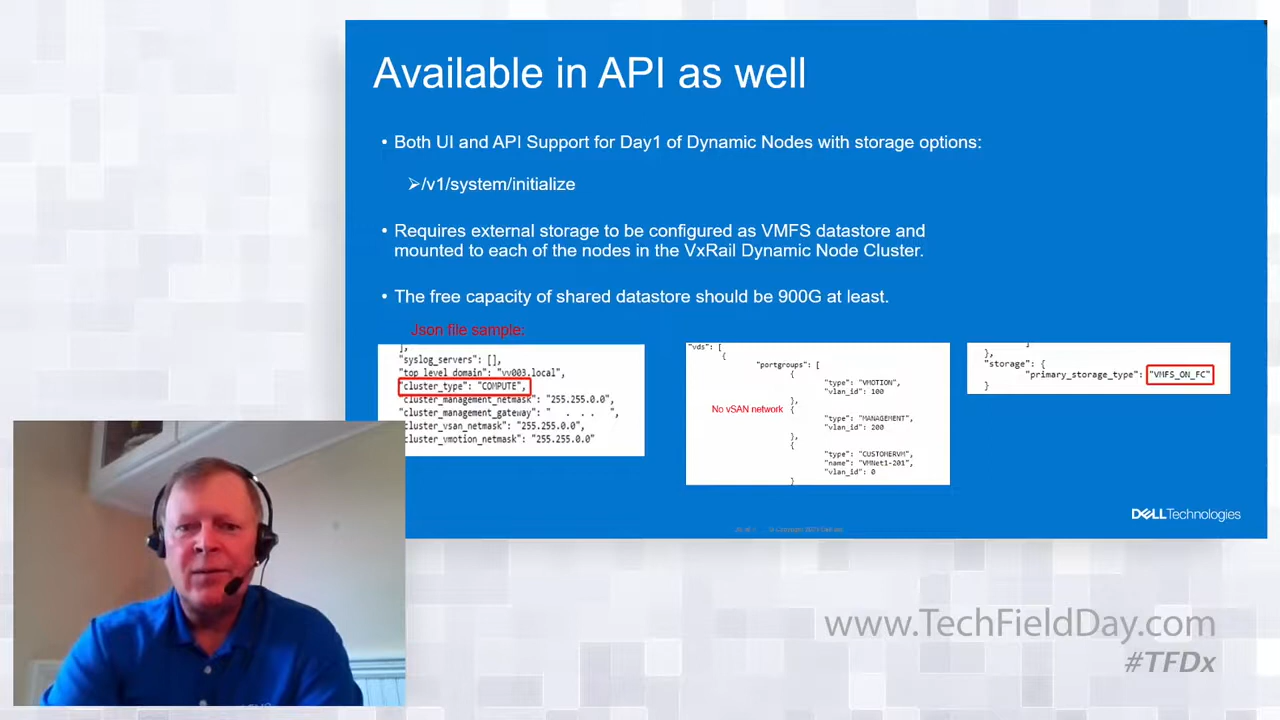 Available in API as well
• Both UI and API Support for Day1 of Dynamic Nodes with storage options:
➢/v1/system/initialize
• Requires external storage to be configured as VMFS datastore and
mounted to each of the nodes in the VxRail Dynamic Node Cluster.
• The free capacity of shared datastore should be 900G at least.
Json file sample:
],
"syslog_servers": [],
"top_level_domain": "vv003.local",
"cluster_type": "COMPUTE",
"cluster_management_netmask": "255.255.0.0",
"cluster_management_gateway": " . . . ",
"cluster_vsan_netmask": "255.255.0.0",
"cluster_vmotion_netmask": "255.255.0.0"
"vds": [
{
"portgroups": [
{
"type": "VMOTION",
"vlan_id": 100
},
No vSAN network
{
"type": "MANAGEMENT",
"vlan_id": 200
},
{
"type": "CUSTOMERVM",
"name": "VMNet1-201",
"vlan_id": 0
}
]
},
"storage": {
"primary_storage_type": "VMFS_ON_FC"
}
DELLTechnologies
www.TechFieldDay.com
#TFDx